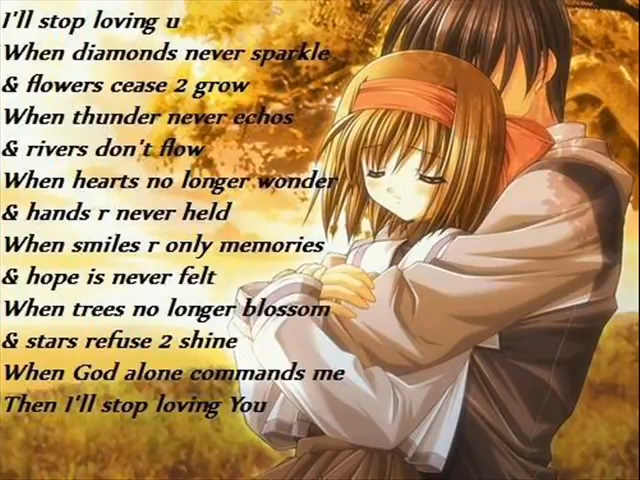 I'll stop loving u
When diamonds never sparkle
& flowers cease 2 grow
When thunder never echos
& rivers don't flow
When hearts no longer wonder
& hands r never held
When smiles r only memories
& hope is never felt
When trees no longer blossom
& stars refuse 2 shine
When God alone commands me
Then I'll stop loving You